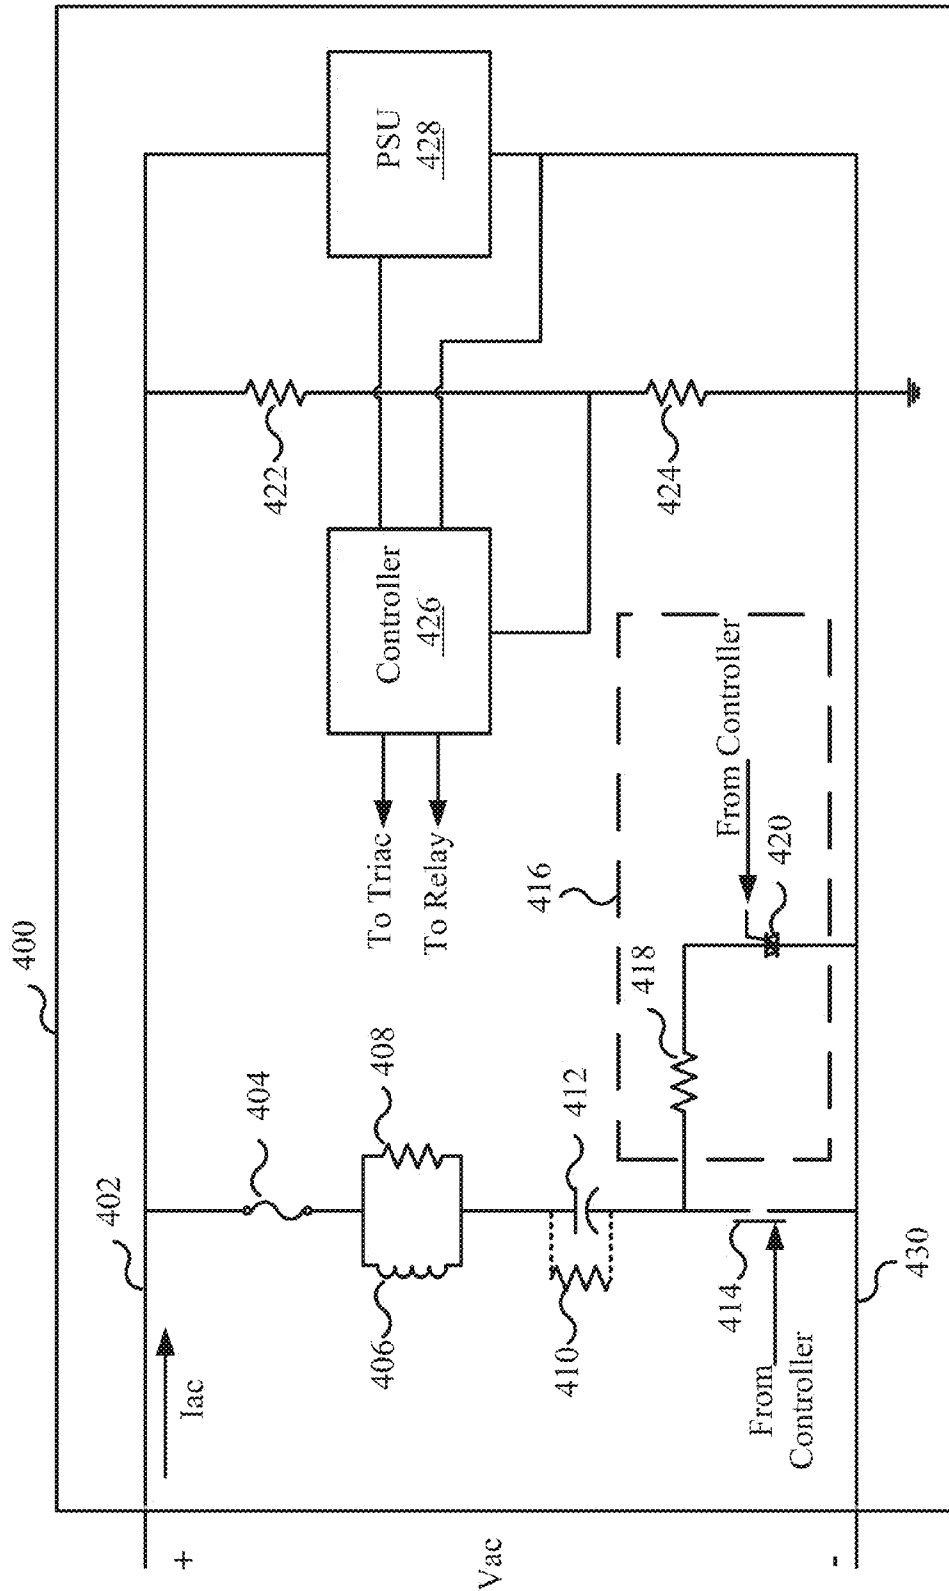 400
402
Iac
+
Vac
-
404
406
408
410
412
414
From
Controller
416
418
From Controller
420
To Triac
To Relay
Controller
426
422
424
PSU
428
430